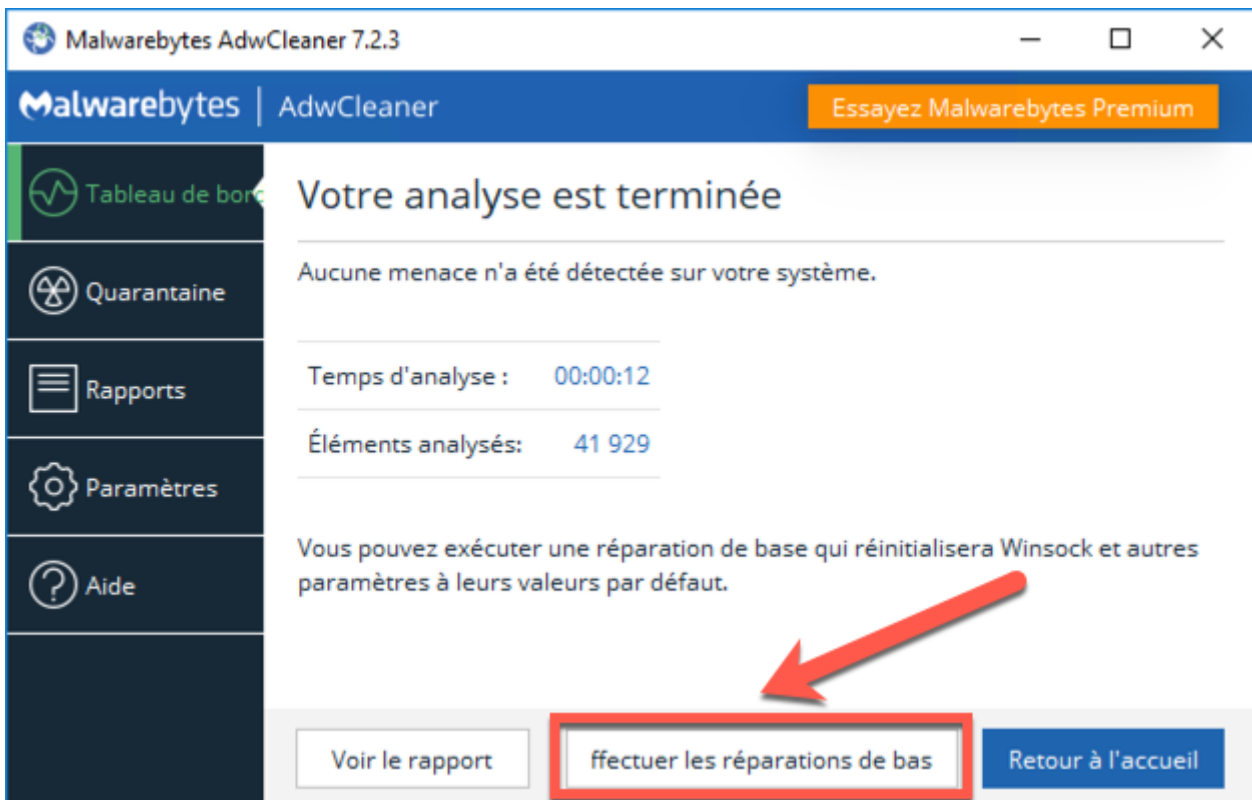 Malwarebytes AdwCleaner 7.2.3
Malwarebytes | AdwCleaner
Essayez Malwarebytes Premium
Tableau de bord
Quarantaine
Rapports
Paramètres
Aide
Votre analyse est terminée
Aucune menace n'a été détectée sur votre système.
Temps d'analyse : 00:00:12
Éléments analysés: 41 929
Vous pouvez exécuter une réparation de base qui réinitialisera Winsock et autres
paramètres à leurs valeurs par défaut.
Voir le rapport
ffectuer les réparations de bas
Retour à l'accueil